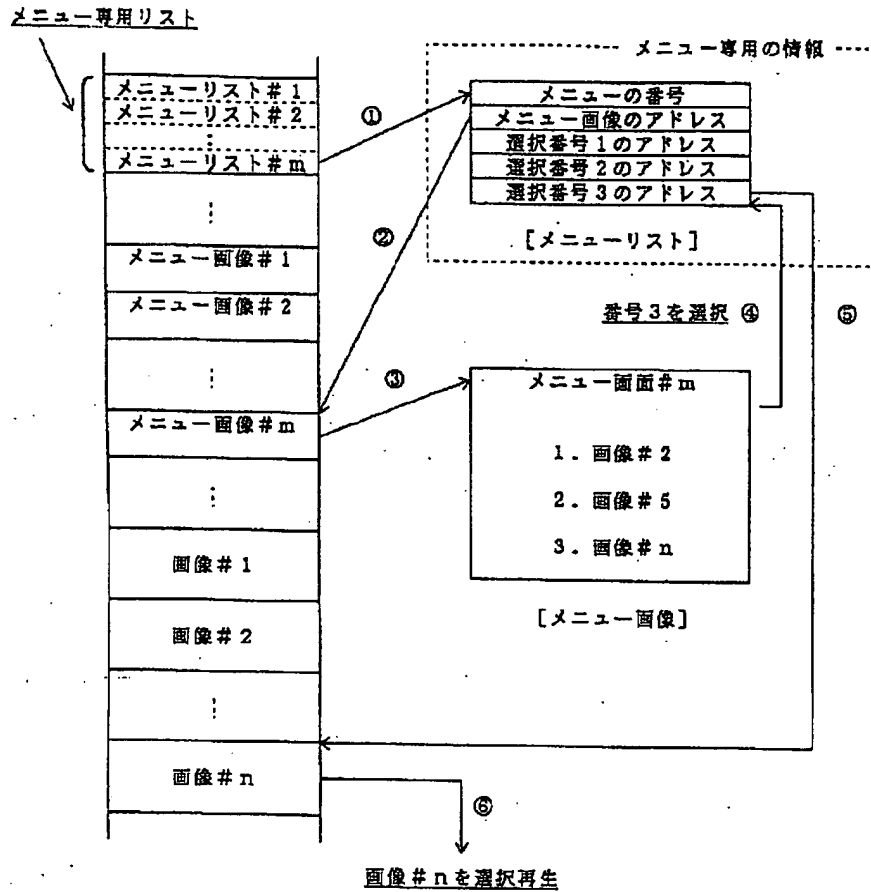 メニュー専用リスト
メニューリスト#1
メニューリスト#2
⋮
メニューリスト#m
⋮
メニュー画像#1
メニュー画像#2
⋮
メニュー画像#m
⋮
画像#1
画像#2
⋮
画像#n
①
②
③
メニュー専用の情報
メニューの番号
メニュー画像のアドレス
選択番号1のアドレス
選択番号2のアドレス
選択番号3のアドレス
[メニューリスト]
番号3を選択 ④
⑤
メニュー画面#m
1.画像#2
2.画像#5
3.画像#n
[メニュー画像]
⑥
画像#nを選択再生